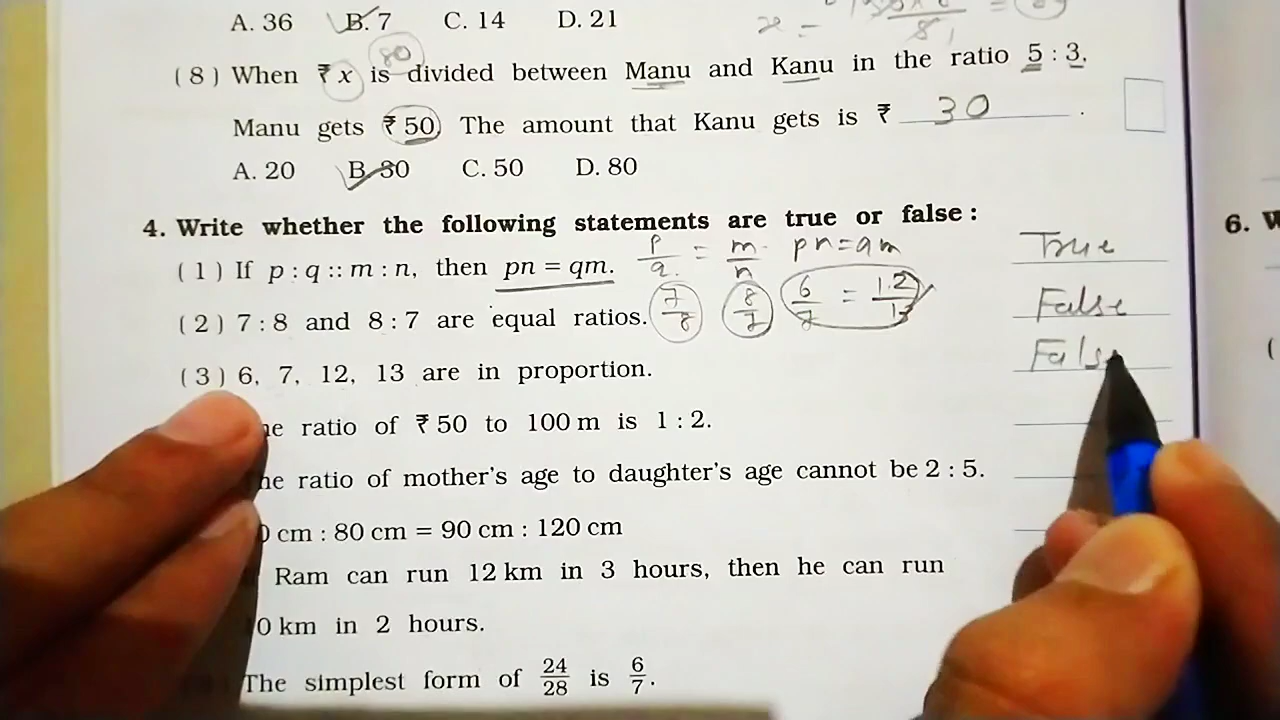 A. 36 B. 7 C. 14 D. 21
80
(8) When ₹ x is divided between Manu and Kanu in the ratio 5 : 3.
Manu gets ₹ 50. The amount that Kanu gets is ₹ 30 .
A. 20 B. 30 C. 50 D. 80
4. Write whether the following statements are true or false :
(1) If p : q :: m : n, then pn = qm. p/q = m/n pn = qm True
(2) 7 : 8 and 8 : 7 are equal ratios. 7/8 8/7 6/7 = 12/13 False
(3) 6, 7, 12, 13 are in proportion. False
ratio of ₹ 50 to 100 m is 1 : 2.
ratio of mother's age to daughter's age cannot be 2 : 5.
cm : 80 cm = 90 cm : 120 cm
Ram can run 12 km in 3 hours, then he can run
km in 2 hours.
The simplest form of 24/28 is 6/7.
6.